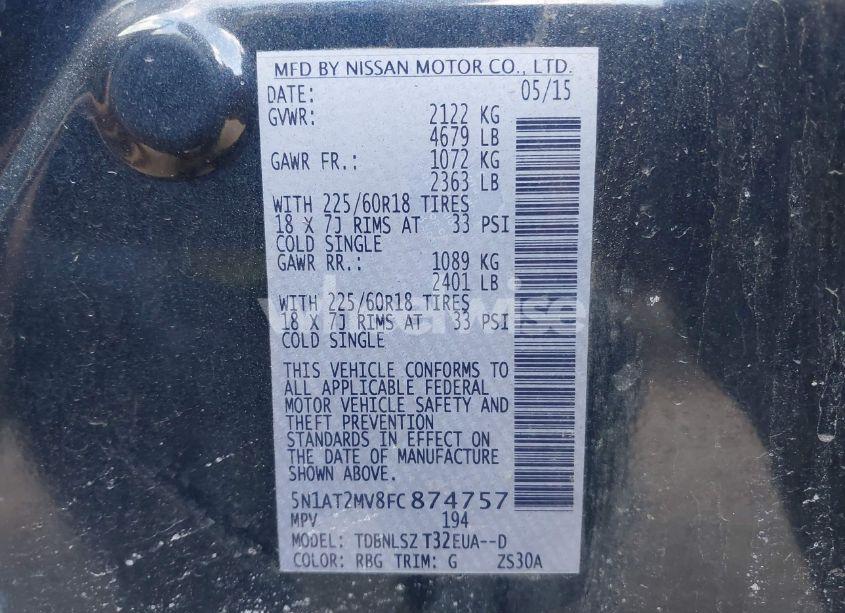 MFD BY NISSAN MOTOR CO., LTD.
DATE: 05/15
GVWR: 2122 KG
4679 LB
GAWR FR.: 1072 KG
2363 LB
WITH 225/60R18 TIRES
18 X 7J RIMS AT 33 PSI
COLD SINGLE
GAWR RR.: 1089 KG
2401 LB
WITH 225/60R18 TIRES
18 X 7J RIMS AT 33 PSI
COLD SINGLE
THIS VEHICLE CONFORMS TO
ALL APPLICABLE FEDERAL
MOTOR VEHICLE SAFETY AND
THEFT PREVENTION
STANDARDS IN EFFECT ON
THE DATE OF MANUFACTURE
SHOWN ABOVE.
5N1AT2MV8FC874757
MPV 194
MODEL: TDBNLSZ T32EUA--D
COLOR: RBG TRIM: G ZS30A